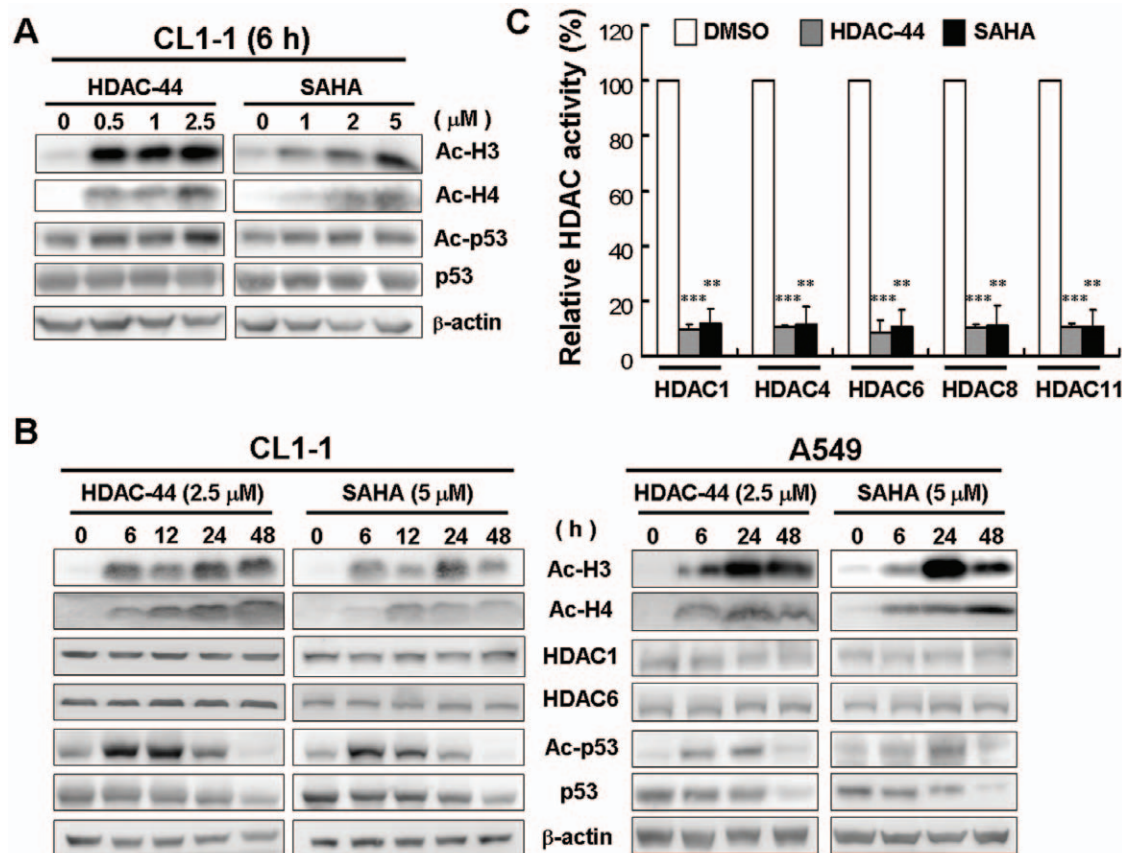 A
CL1-1 (6 h)
HDAC-44 SAHA
0 0.5 1 2.5 0 1 2 5 ( μM )
Ac-H3
Ac-H4
Ac-p53
p53
β-actin
C
DMSO HDAC-44 SAHA
Relative HDAC activity (%)
120
100
80
60
40
20
0
*** ** *** ** *** ** *** ** *** **
HDAC1 HDAC4 HDAC6 HDAC8 HDAC11
B
CL1-1 A549
HDAC-44 (2.5 μM) SAHA (5 μM) HDAC-44 (2.5 μM) SAHA (5 μM)
0 6 12 24 48 0 6 12 24 48 ( h ) 0 6 24 48 0 6 24 48
Ac-H3
Ac-H4
HDAC1
HDAC6
Ac-p53
p53
β-actin